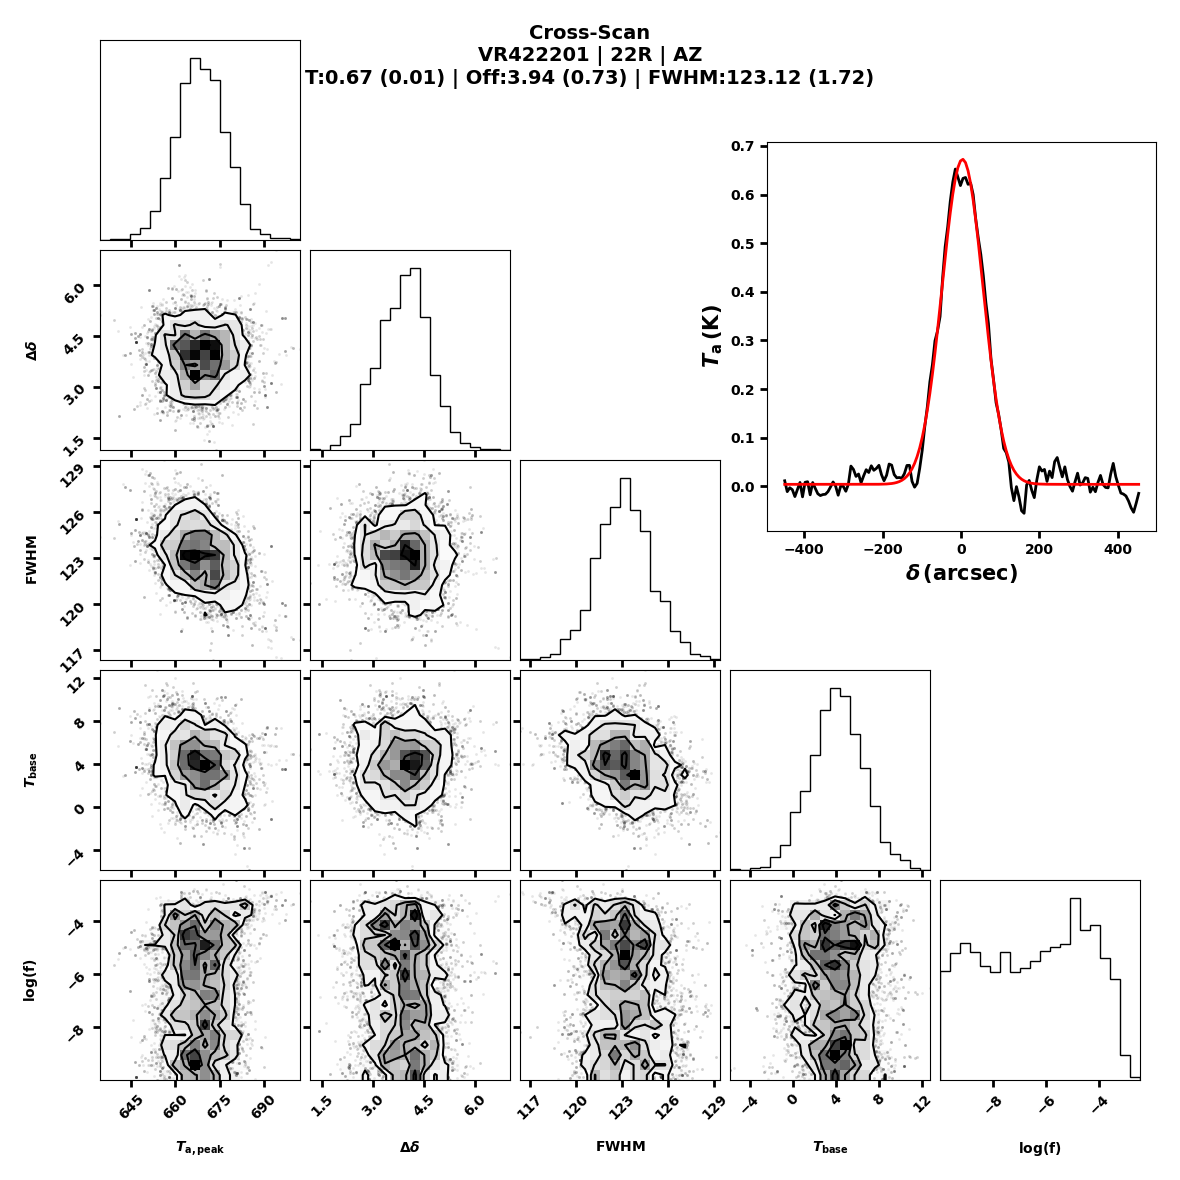 Cross-Scan
VR422201 | 22R | AZ
T:0.67 (0.01) | Off:3.94 (0.73) | FWHM:123.12 (1.72)
0.7
0.6
0.5
0.4
0.3
0.2
0.1
0.0
T a (K)
−400 −200 0 200 400
δ (arcsec)
6.0
4.5
3.0
1.5
Δδ
129
126
123
120
117
FWHM
12
8
4
0
−4
T base
−4
−6
−8
log(f)
645 660 675 690
1.5 3.0 4.5 6.0
117 120 123 126 129
−4 0 4 8 12
−8 −6 −4
T a, peak
Δδ
FWHM
T base
log(f)